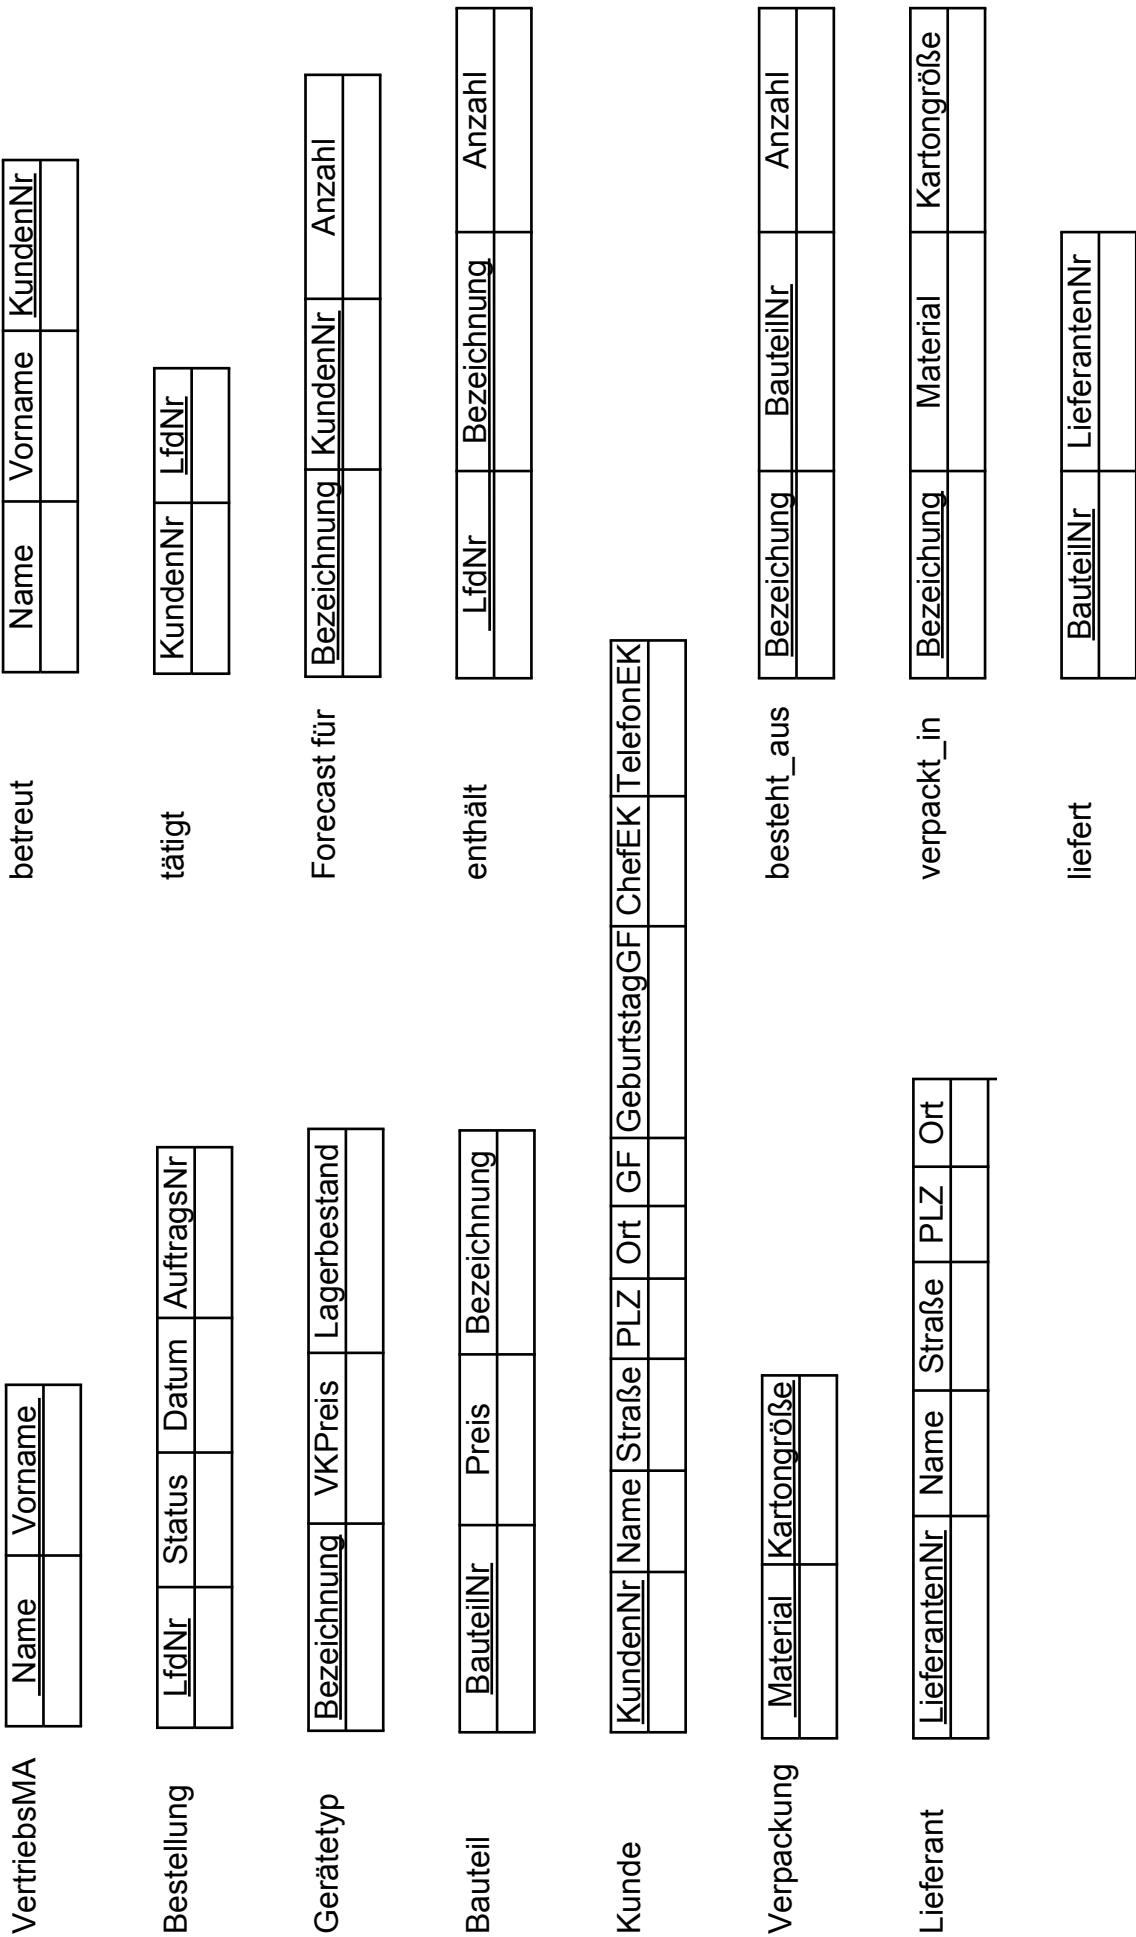 VertriebsMA Name Vorname
betreut Name Vorname KundenNr
Bestellung LfdNr Status Datum AuftragsNr
tätigt KundenNr LfdNr
Gerätetyp Bezeichnung VKPreis Lagerbestand
Forecast für Bezeichnung KundenNr Anzahl
Bauteil BauteilNr Preis Bezeichnung
enthält LfdNr Bezeichnung Anzahl
Kunde KundenNr Name Straße PLZ Ort GF GeburtstagGF ChefEK TelefonEK
Verpackung Material Kartongröße
besteht_aus Bezeichung BauteilNr Anzahl
Lieferant LieferantenNr Name Straße PLZ Ort
verpackt_in Bezeichung Material Kartongröße
liefert BauteilNr LieferantenNr